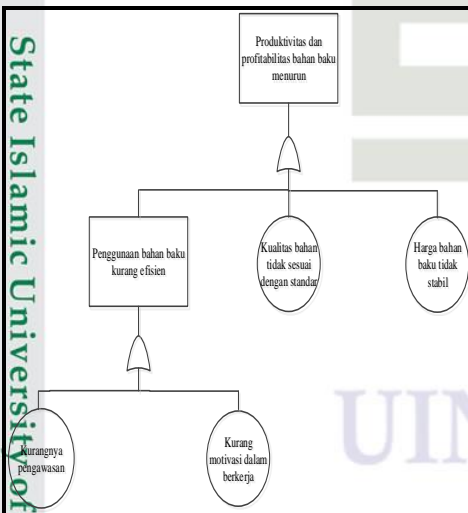 State Islamic University of
Produktivitas dan
profitabilitas bahan baku
menurun
Penggunaan bahan baku
kurang efisien
Kualitas bahan
tidak sesuai
dengan standar
Harga bahan
baku tidak
stabil
Kurangnya
pengawasan
Kurang
motivasi dalam
berkerja
UIN